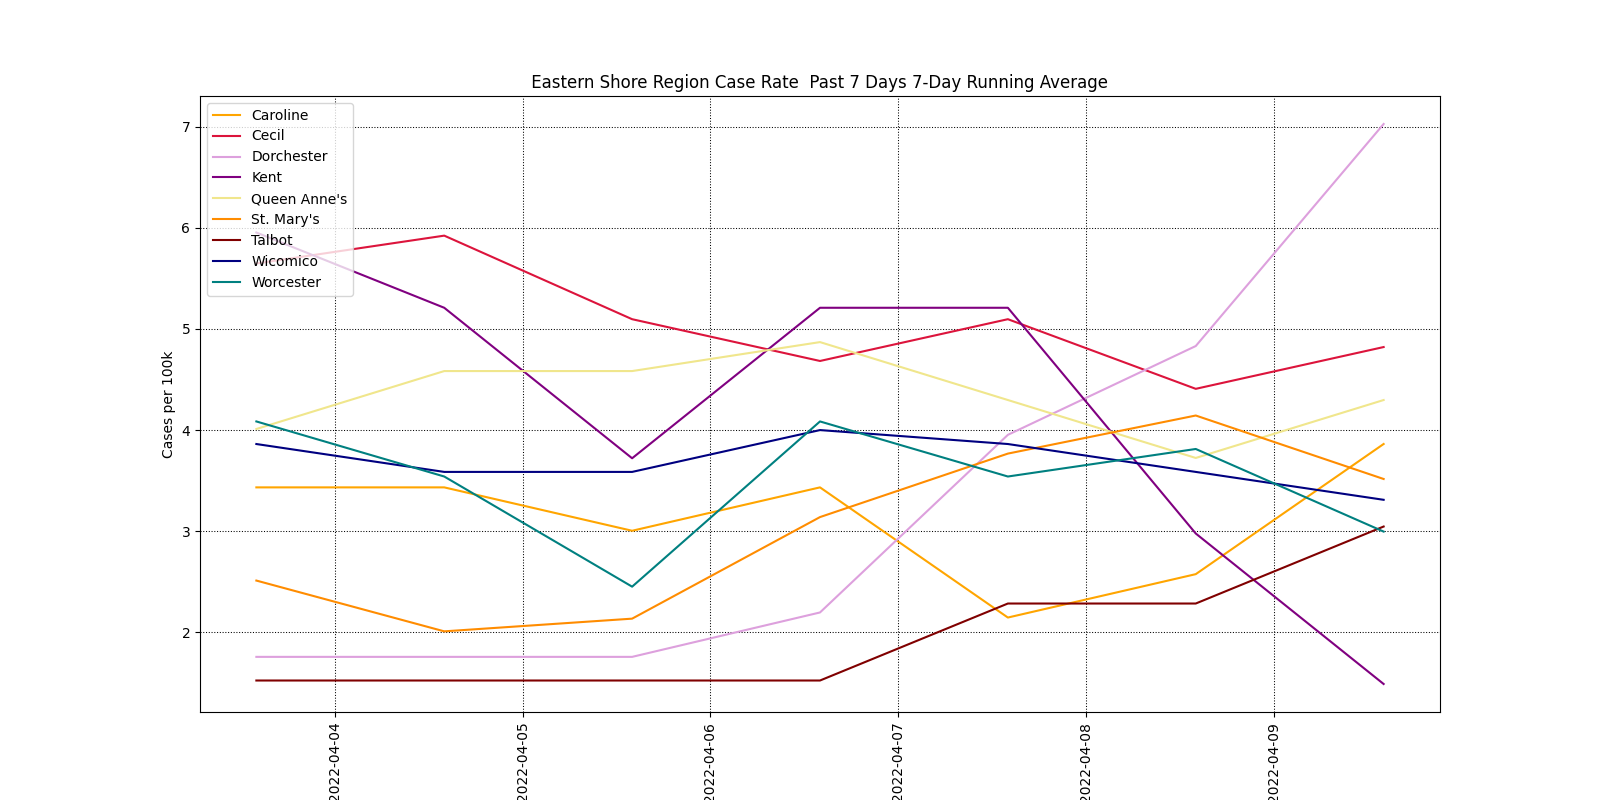 Eastern Shore Region Case Rate  Past 7 Days 7-Day Running Average
Caroline
Cecil
Dorchester
Kent
Queen Anne's
St. Mary's
Talbot
Wicomico
Worcester
7
6
5
4
3
2
Cases per 100k
2022-04-04
2022-04-05
2022-04-06
2022-04-07
2022-04-08
2022-04-09